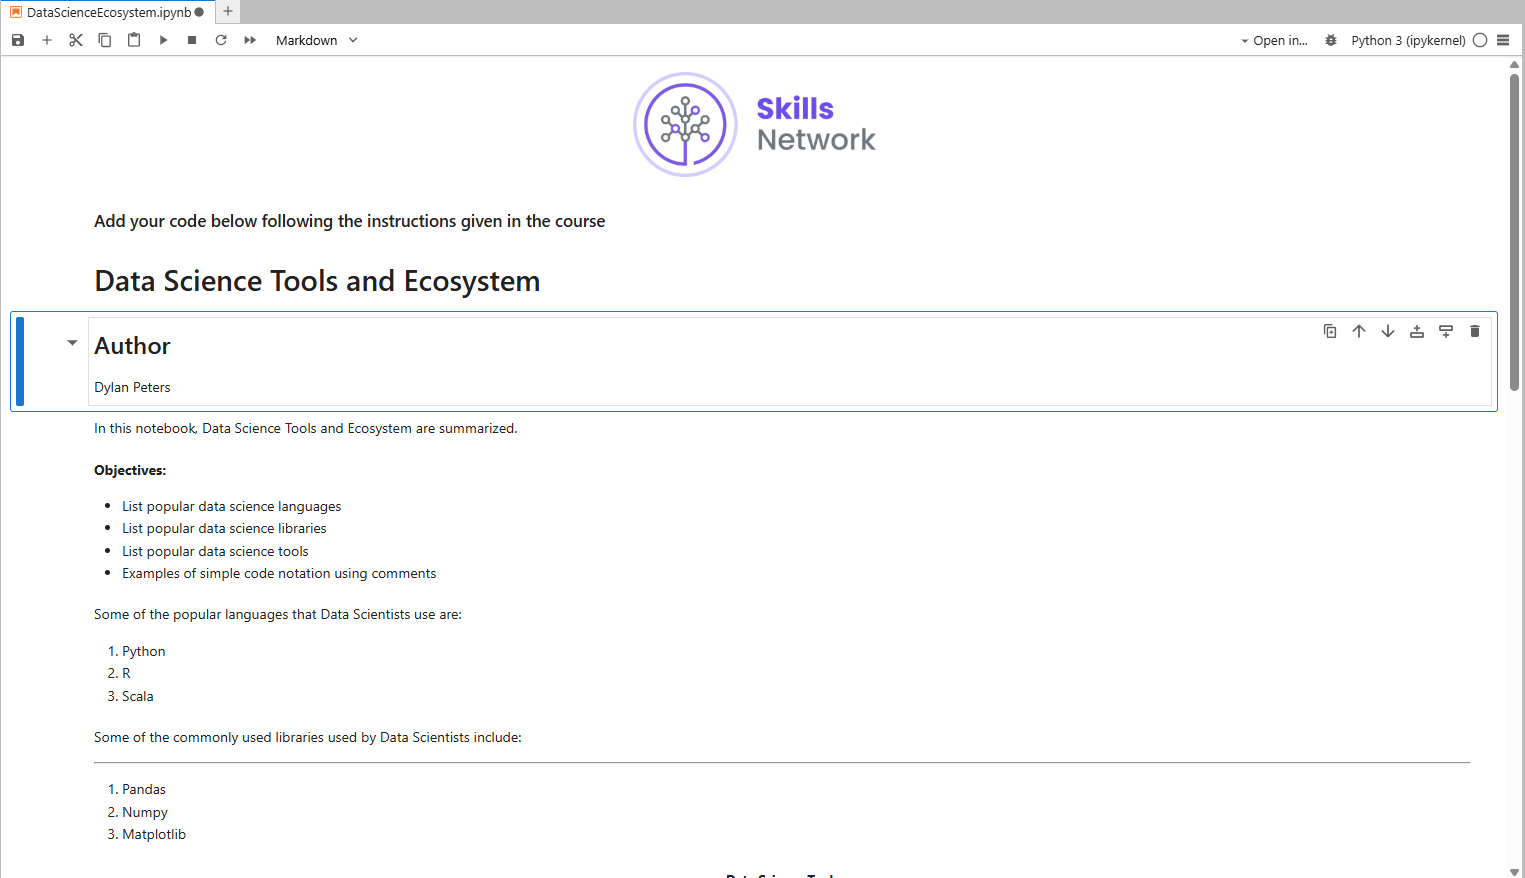 DataScienceEcosystem.ipynb
Markdown
Open in...
Python 3 (ipykernel)
Skills
Network
Add your code below following the instructions given in the course
Data Science Tools and Ecosystem
Author
Dylan Peters
In this notebook, Data Science Tools and Ecosystem are summarized.
Objectives:
• List popular data science languages
• List popular data science libraries
• List popular data science tools
• Examples of simple code notation using comments
Some of the popular languages that Data Scientists use are:
1. Python
2. R
3. Scala
Some of the commonly used libraries used by Data Scientists include:
1. Pandas
2. Numpy
3. Matplotlib